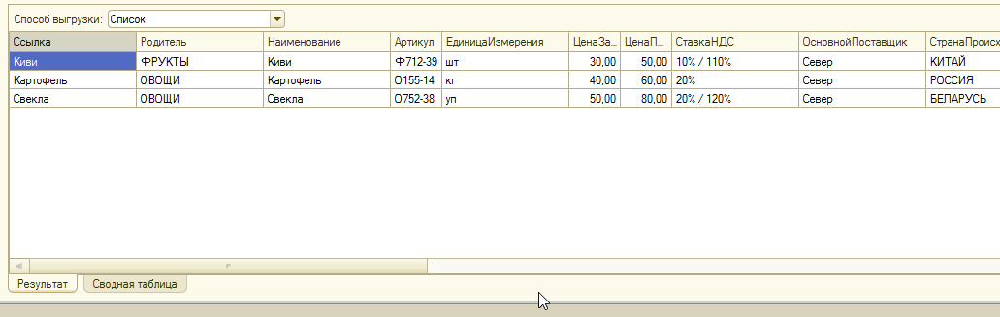 Способ выгрузки: Список
Ссылка Родитель Наименование Артикул ЕдиницаИзмерения ЦенаЗа... ЦенаП... СтавкаНДС ОсновнойПоставщик СтранаПроисх
Киви ФРУКТЫ Киви Ф712-39 шт 30,00 50,00 10% / 110% Север КИТАЙ
Картофель ОВОЩИ Картофель О155-14 кг 40,00 60,00 20% Север РОССИЯ
Свекла ОВОЩИ Свекла О752-38 уп 50,00 80,00 20% / 120% Север БЕЛАРУСЬ
Результат Сводная таблица